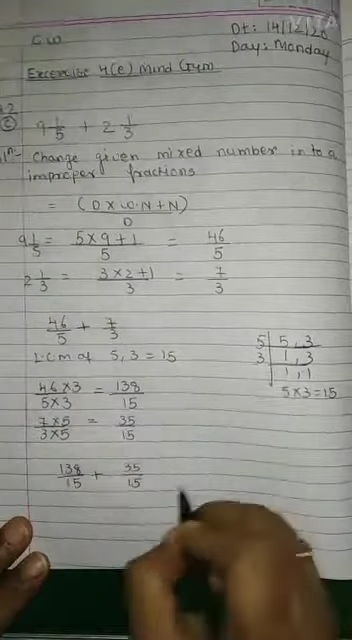 VITA
Dt: 14/12/20
C W
Day: Monday
Excercise 4(e) Mind Gym
2
(c) 9 1/5 + 2 1/3
Change given mixed number in to a
improper fractions
= (D × W.N + N) / D
9 1/5 = 5×9+1 / 5 = 46/5
2 1/3 = 3×2+1 / 3 = 7/3
46/5 + 7/3
L.C.M of 5, 3 = 15
5 | 5, 3
3 | 1, 3
1, 1
5×3=15
46×3 / 5×3 = 138/15
7×5 / 3×5 = 35/15
138/15 + 35/15